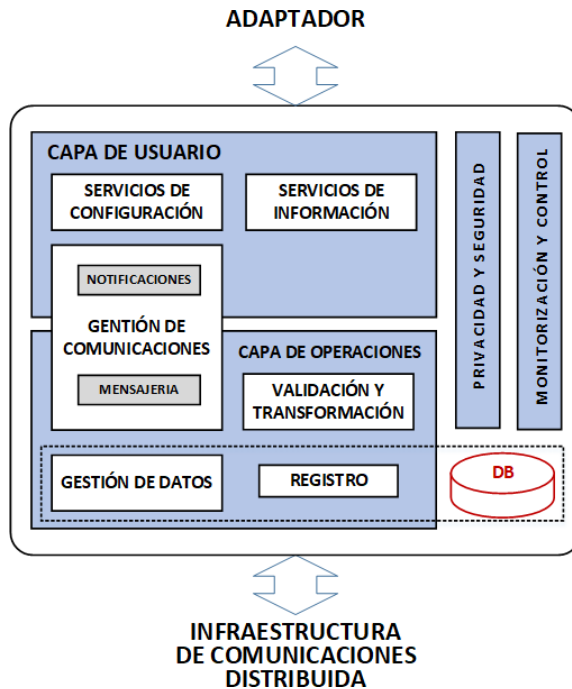 ADAPTADOR
CAPA DE USUARIO
SERVICIOS DE
CONFIGURACIÓN
SERVICIOS DE
INFORMACIÓN
NOTIFICACIONES
GENTIÓN DE
COMUNICACIONES
MENSAJERIA
CAPA DE OPERACIONES
VALIDACIÓN Y
TRANSFORMACIÓN
GESTIÓN DE DATOS
REGISTRO
PRIVACIDAD Y SEGURIDAD
MONITORIZACIÓN Y CONTROL
DB
INFRAESTRUCTURA
DE COMUNICACIONES
DISTRIBUIDA